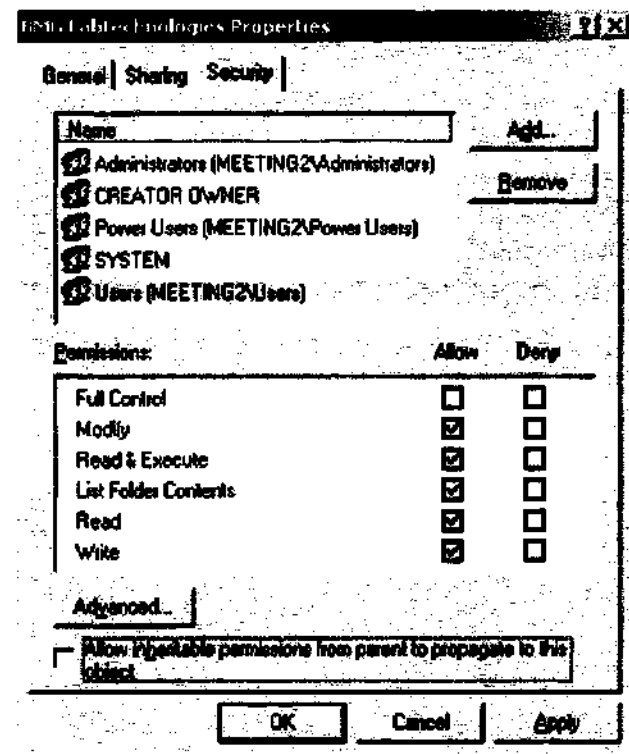 BMG Labtechnologies Properties
General Sharing Security
Name
Add...
Administrators (MEETING2\Administrators)
Remove
CREATOR OWNER
Power Users (MEETING2\Power Users)
SYSTEM
Users (MEETING2\Users)
Permissions: Allow Deny
Full Control
Modify
Read & Execute
List Folder Contents
Read
Write
Advanced...
Allow inheritable permissions from parent to propagate to this
object
OK Cancel Apply